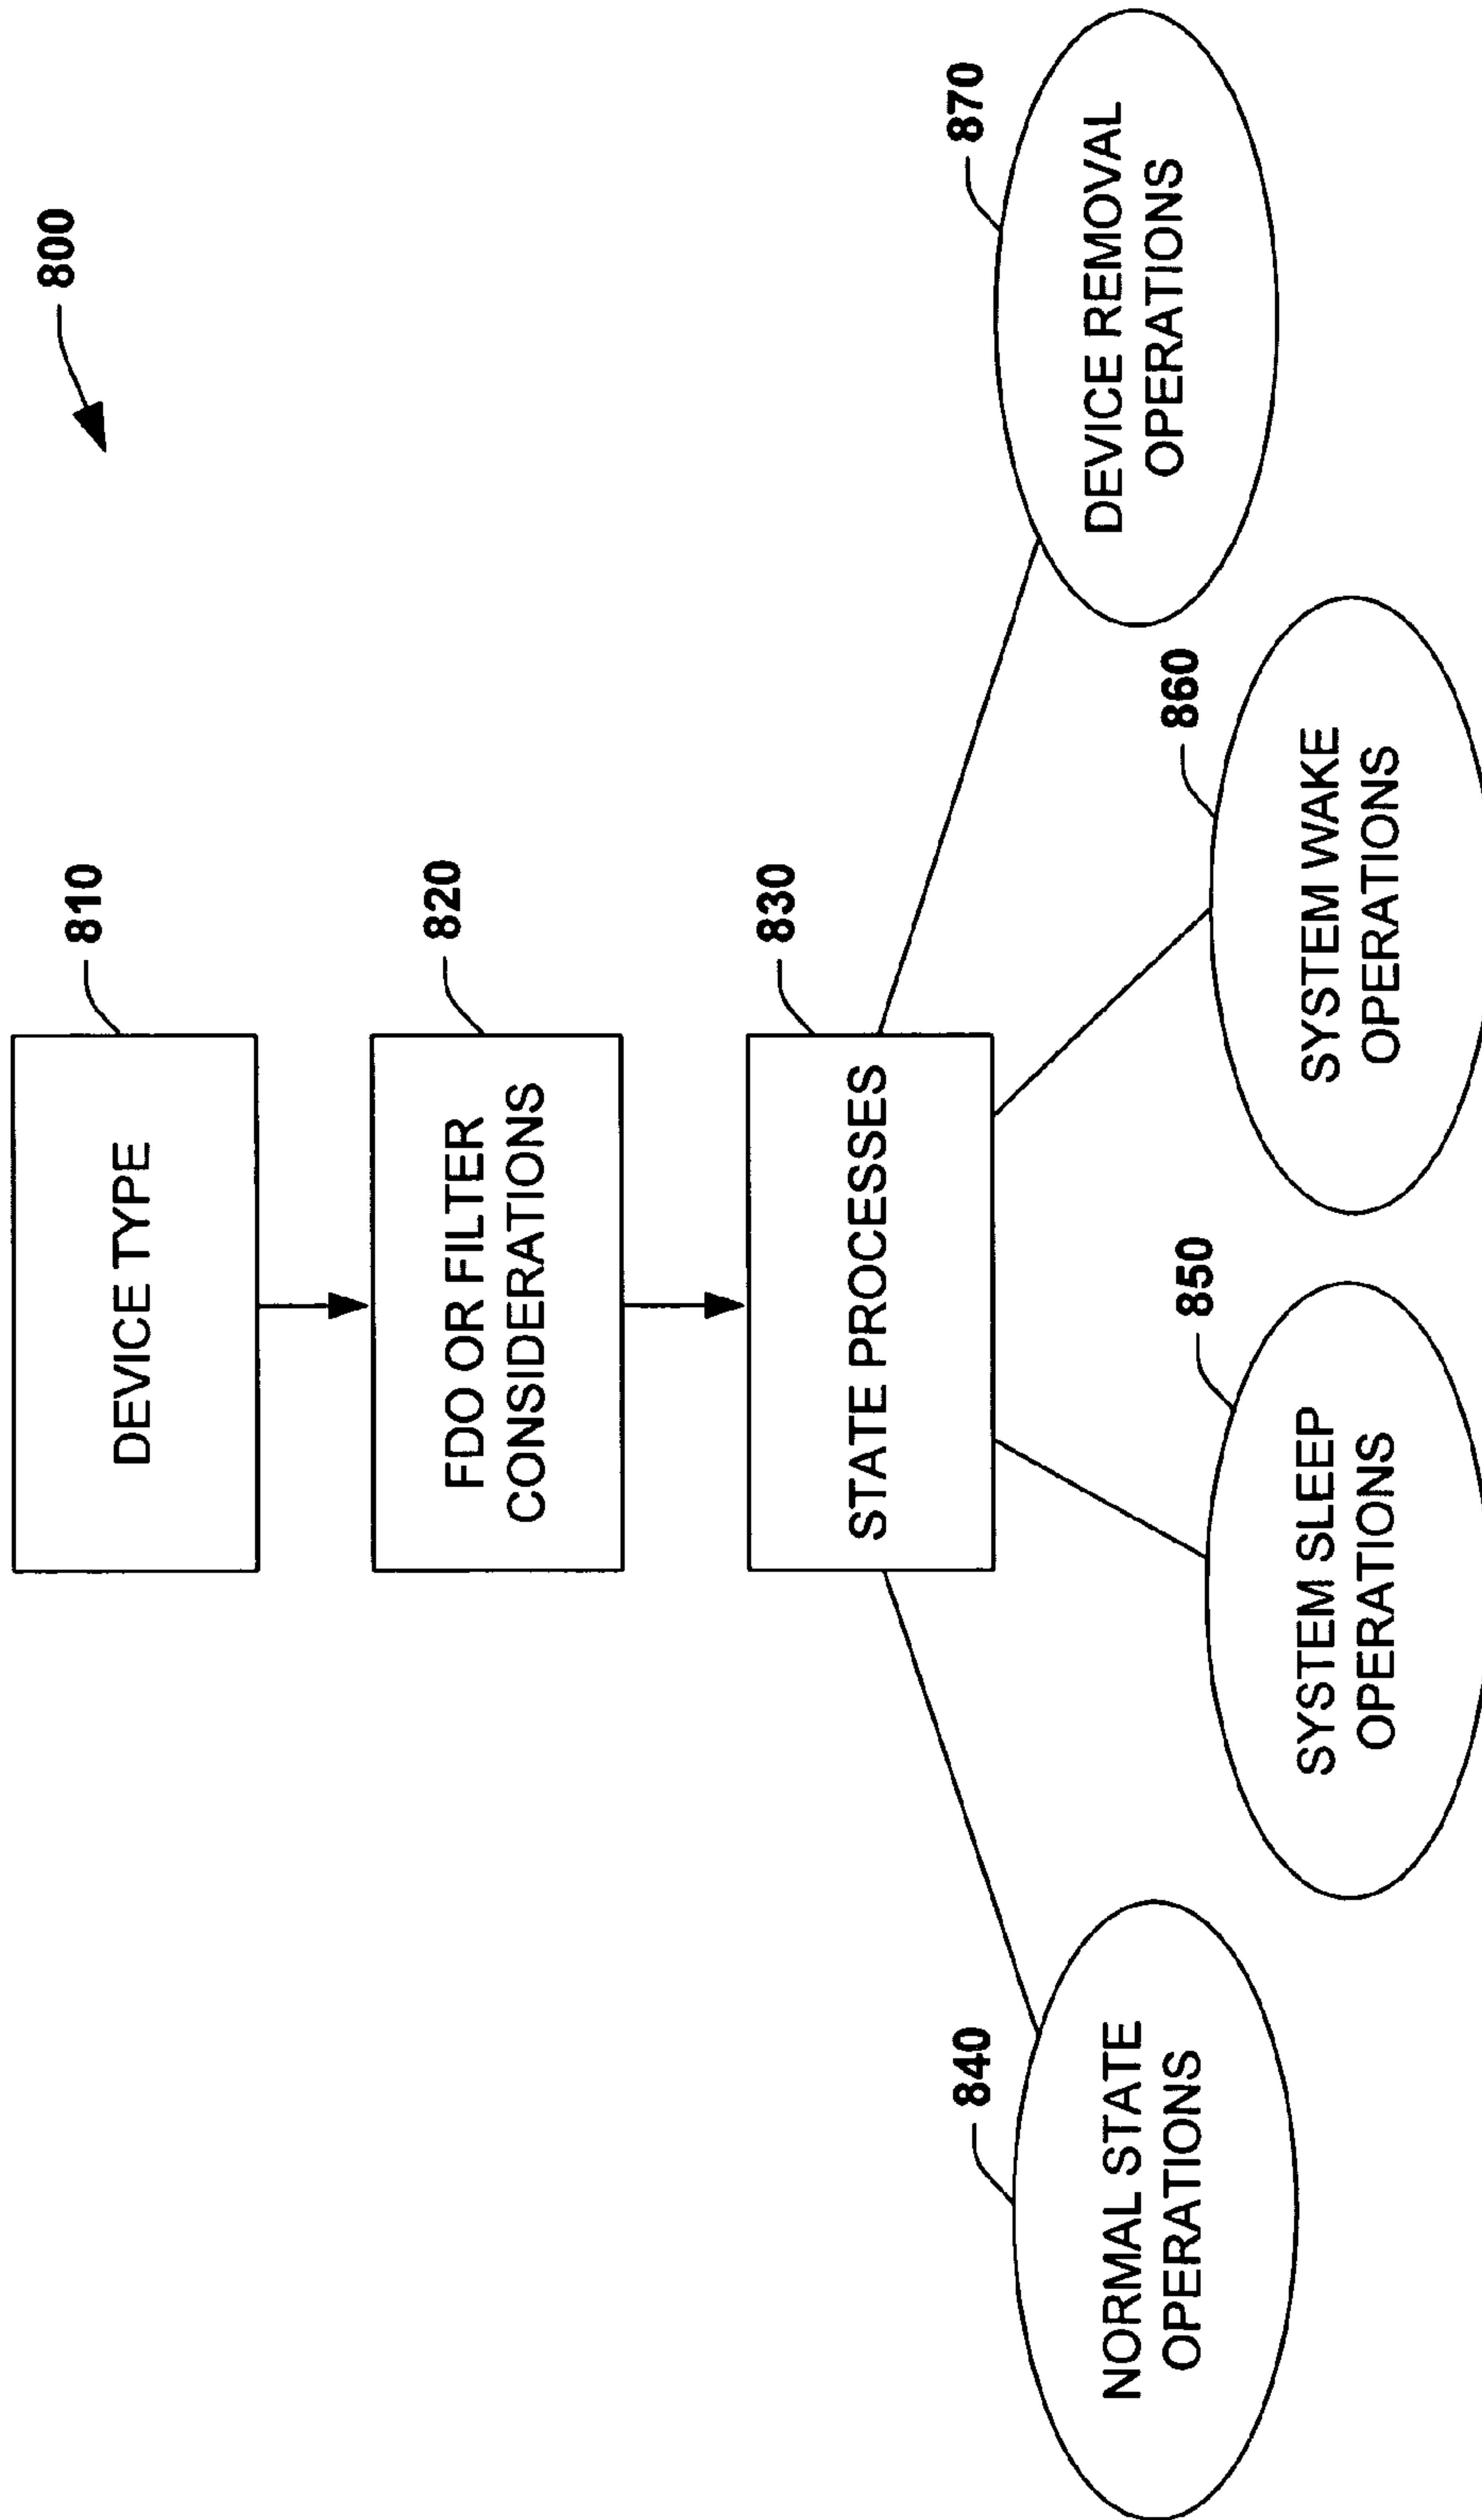 800
810
DEVICE TYPE
820
FDO OR FILTER
CONSIDERATIONS
830
STATE PROCESSES
840
NORMAL STATE
OPERATIONS
850
SYSTEM SLEEP
OPERATIONS
860
SYSTEM WAKE
OPERATIONS
870
DEVICE REMOVAL
OPERATIONS